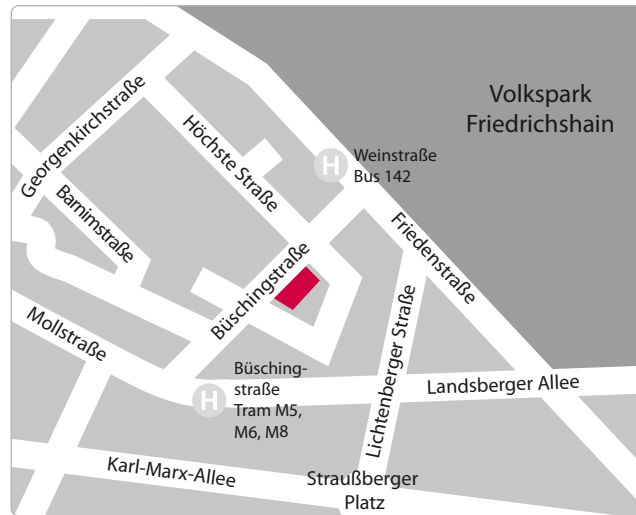 Volkspark
Friedrichshain
Georgenkirchstraße
Höchste Straße
H
Weinstraße
Bus 142
Barnimstraße
Friedenstraße
Büschingstraße
Mollstraße
Lichtenberger Straße
H
Büsching-
straße
Tram M5,
M6, M8
Landsberger Allee
Karl-Marx-Allee
Straußberger
Platz